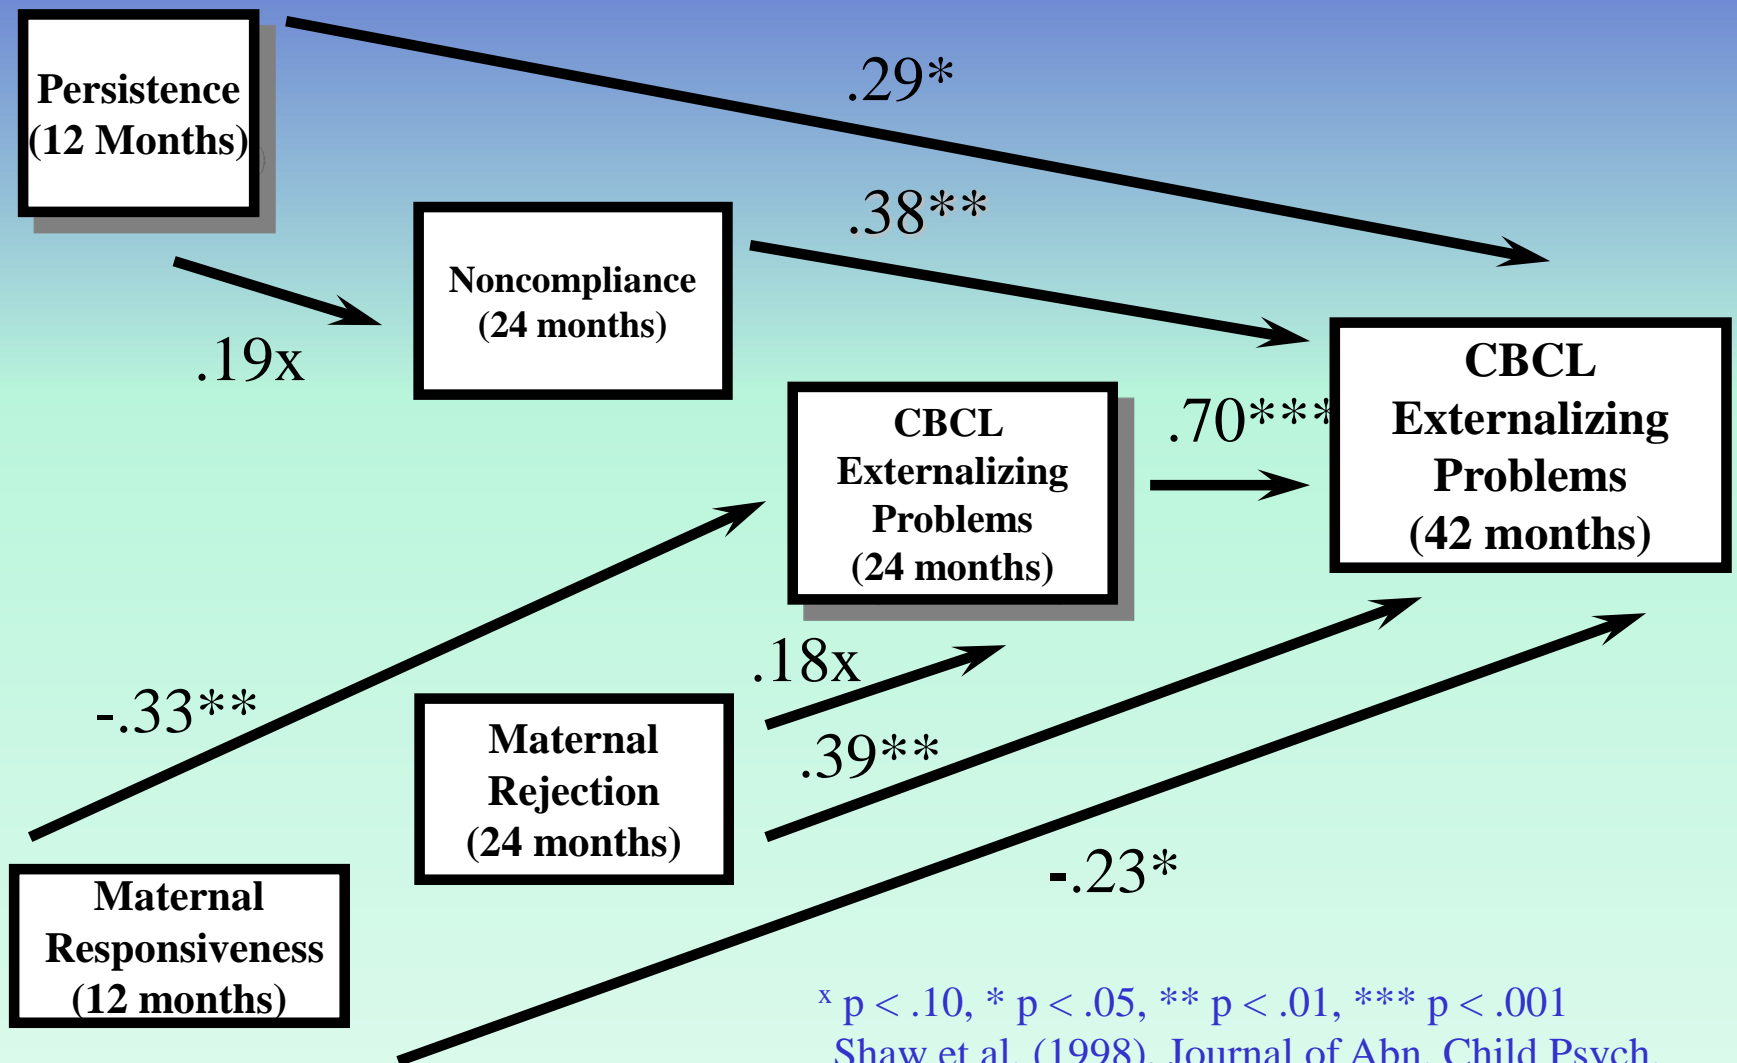 Persistence
(12 Months)
.29*
.38**
Noncompliance
(24 months)
.19x
CBCL
Externalizing
Problems
(42 months)
CBCL
Externalizing
Problems
(24 months)
.70***
-.33**
.18x
Maternal
Rejection
(24 months)
.39**
-.23*
Maternal
Responsiveness
(12 months)
x p < .10, * p < .05, ** p < .01, *** p < .001
Shaw et al. (1998). Journal of Abn. Child Psych.